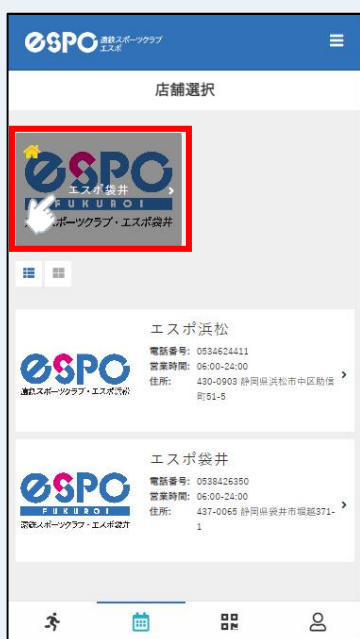 eSPO 遠鉄スポーツクラブ
エスポ
店舗選択
eSPO
エスポ袋井
FUKUROI
スポーツクラブ・エスポ袋井
エスポ浜松
電話番号: 0534624411
営業時間: 06:00-24:00
住所: 430-0903 静岡県浜松市中区助信
町51-5
eSPO
遠鉄スポーツクラブ・エスポ浜松
エスポ袋井
電話番号: 0538426350
営業時間: 06:00-24:00
住所: 437-0065 静岡県袋井市堀越371-
1
eSPO
FUKUROI
遠鉄スポーツクラブ・エスポ袋井